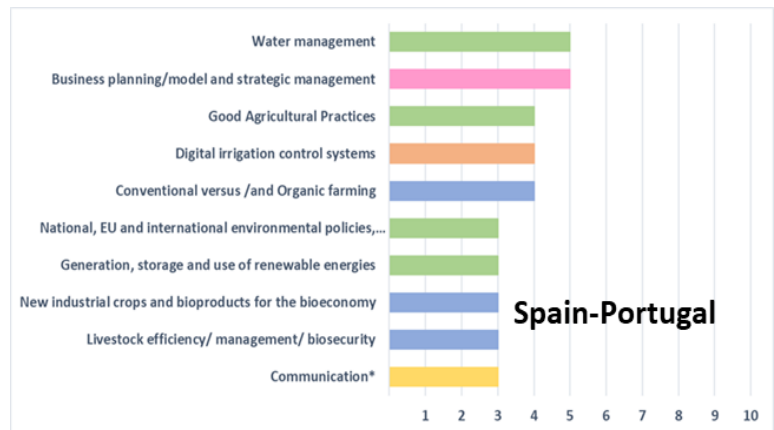 Water management
Business planning/model and strategic management
Good Agricultural Practices
Digital irrigation control systems
Conventional versus /and Organic farming
National, EU and international environmental policies,...
Generation, storage and use of renewable energies
New industrial crops and bioproducts for the bioeconomy
Spain-Portugal
Livestock efficiency/ management/ biosecurity
Communication*
1 2 3 4 5 6 7 8 9 10